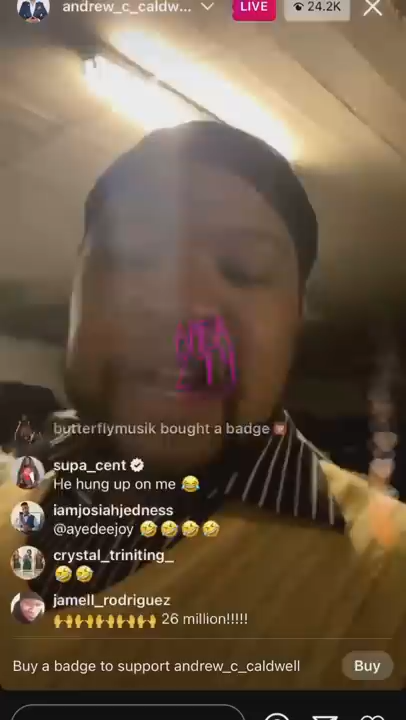 andrew_c_caldw...
LIVE
24.2K
butterflymusik bought a badge
supa_cent
He hung up on me 😂
iamjosiahjedness
@ayedeejoy 🤣🤣🤣🤣
crystal_triniting_
🤣🤣
jamell_rodriguez
🙌🙌🙌🙌🙌🙌 26 million!!!!!
Buy a badge to support andrew_c_caldwell
Buy